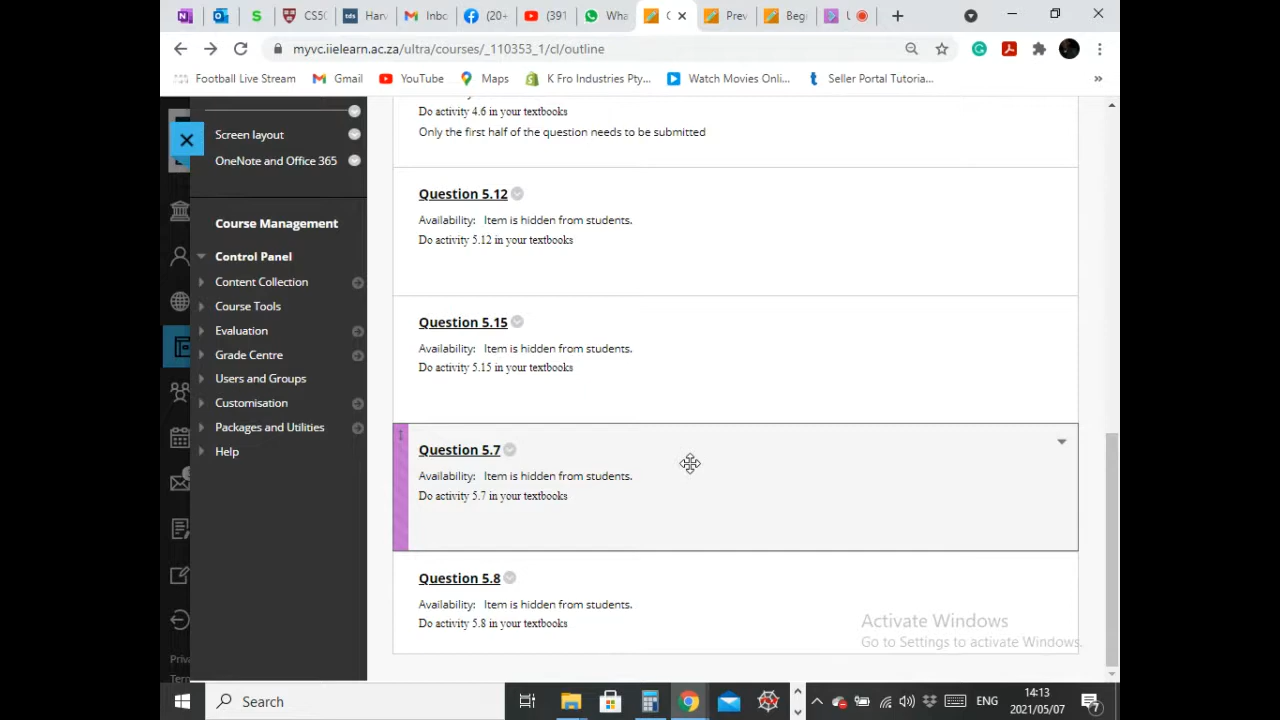 CS50
Harv
Inbo
(20+
(391
Wha
Prev
Begi
myvc.iielearn.ac.za/ultra/courses/_110353_1/cl/outline
Football Live Stream
Gmail
YouTube
Maps
K Fro Industries Pty...
Watch Movies Onli...
Seller Portal Tutoria...
»
Screen layout
OneNote and Office 365
Course Management
Control Panel
Content Collection
Course Tools
Evaluation
Grade Centre
Users and Groups
Customisation
Packages and Utilities
Help
Priva
Term
Do activity 4.6 in your textbooks
Only the first half of the question needs to be submitted
Question 5.12
Availability: Item is hidden from students.
Do activity 5.12 in your textbooks
Question 5.15
Availability: Item is hidden from students.
Do activity 5.15 in your textbooks
Question 5.7
Availability: Item is hidden from students.
Do activity 5.7 in your textbooks
Question 5.8
Availability: Item is hidden from students.
Do activity 5.8 in your textbooks
Activate Windows
Go to Settings to activate Windows.
Search
ENG
14:13
2021/05/07
7